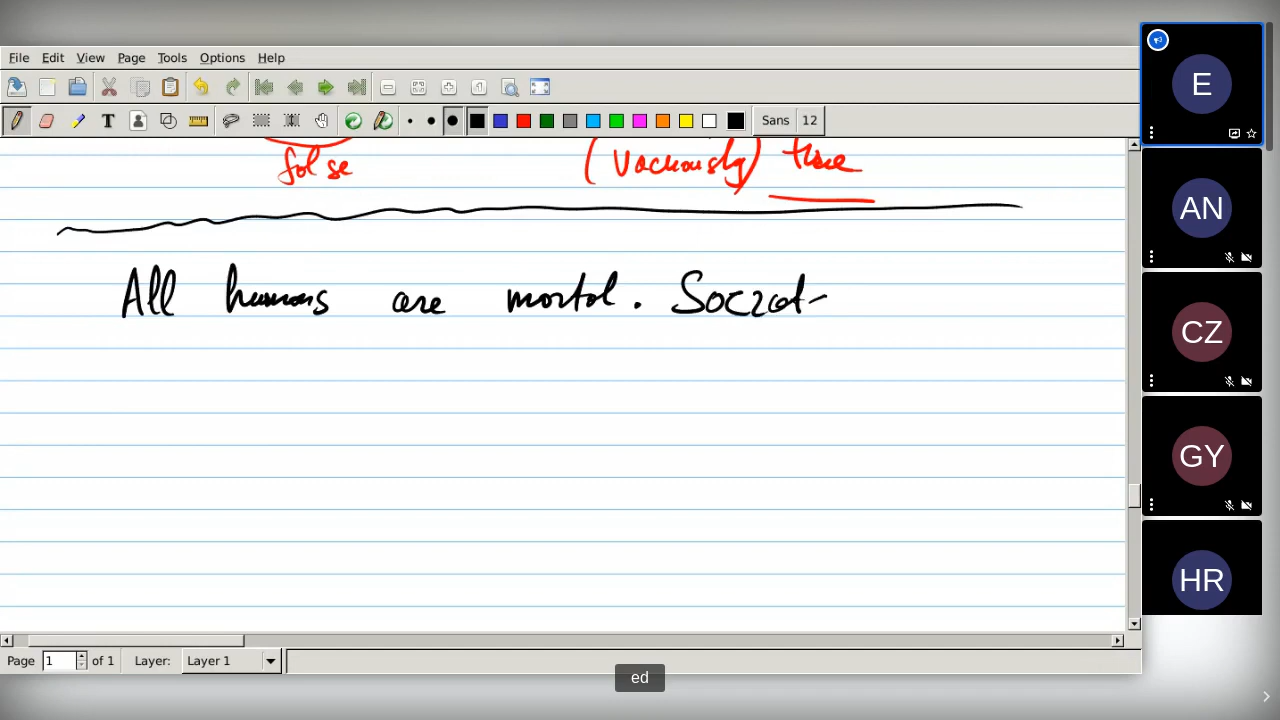 E
File Edit View Page Tools Options Help
AN
Sans 12
false (Vacuously) true
All humans are mortal. Socrat
CZ
GY
HR
Page 1 of 1 Layer: Layer 1
ed